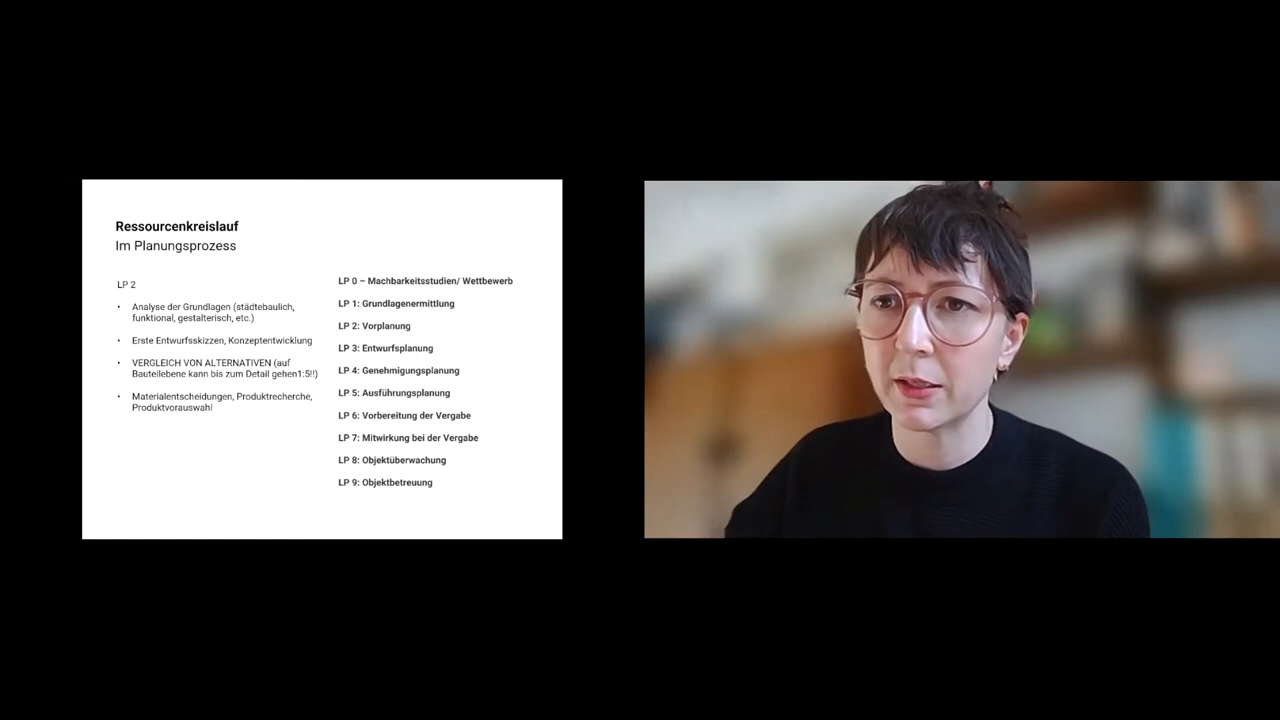 Ressourcenkreislauf
Im Planungsprozess
LP 2
• Analyse der Grundlagen (städtebaulich,
funktional, gestalterisch, etc.)
• Erste Entwurfsskizzen, Konzeptentwicklung
• VERGLEICH VON ALTERNATIVEN (auf
Bauteilebene kann bis zum Detail gehen1:5!!)
• Materialentscheidungen, Produktrecherche,
Produktvorauswahl
LP 0 – Machbarkeitsstudien/ Wettbewerb
LP 1: Grundlagenermittlung
LP 2: Vorplanung
LP 3: Entwurfsplanung
LP 4: Genehmigungsplanung
LP 5: Ausführungsplanung
LP 6: Vorbereitung der Vergabe
LP 7: Mitwirkung bei der Vergabe
LP 8: Objektüberwachung
LP 9: Objektbetreuung